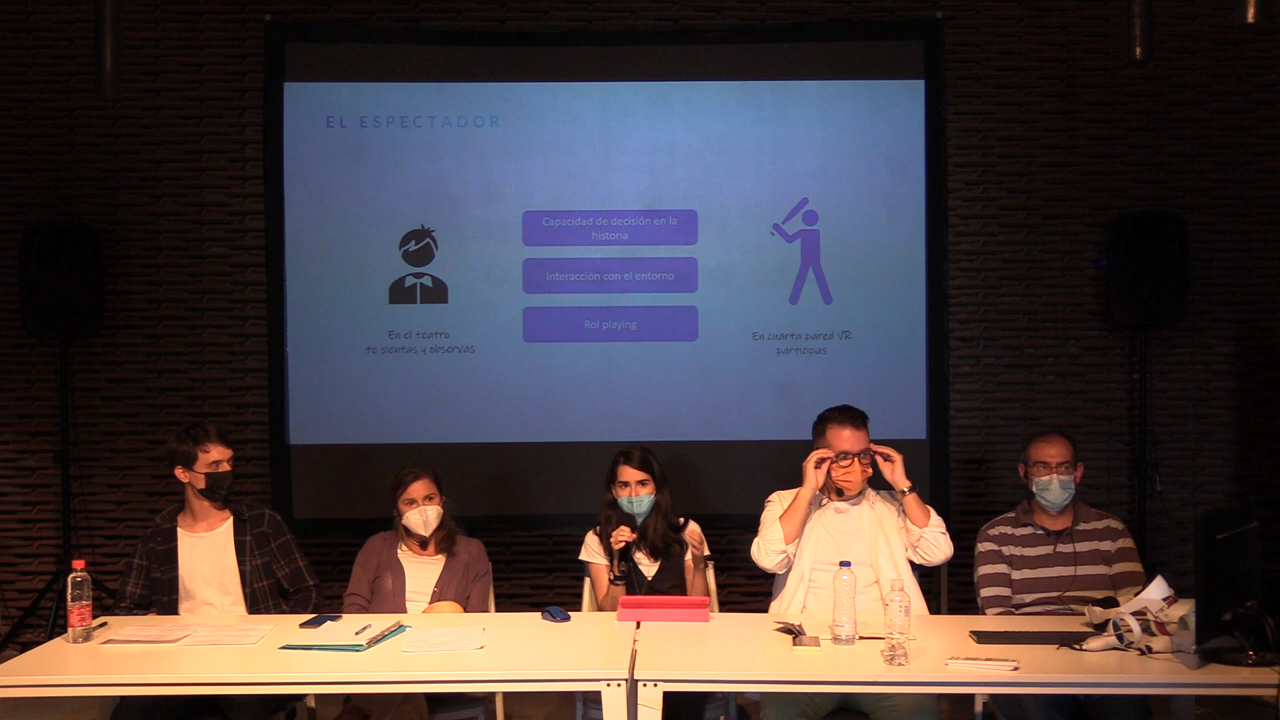 EL ESPECTADOR
Capacidad de decisión en la
historia
Interacción con el entorno
Rol playing
En el teatro
te sientas y observas
En cuarta pared VR
participas